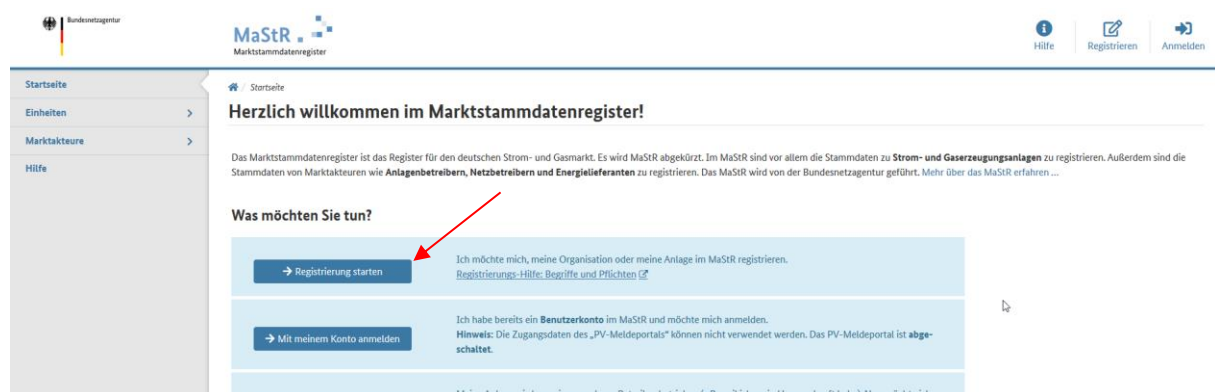 Bundesnetzagentur
MaStR
Marktstammdatenregister
Hilfe
Registrieren
Anmelden
Startseite
Einheiten
Marktakteure
Hilfe
/ Startseite
Herzlich willkommen im Marktstammdatenregister!
Das Marktstammdatenregister ist das Register für den deutschen Strom- und Gasmarkt. Es wird MaStR abgekürzt. Im MaStR sind vor allem die Stammdaten zu Strom- und Gaserzeugungsanlagen zu registrieren. Außerdem sind die
Stammdaten von Marktakteuren wie Anlagenbetreibern, Netzbetreibern und Energielieferanten zu registrieren. Das MaStR wird von der Bundesnetzagentur geführt. Mehr über das MaStR erfahren ...
Was möchten Sie tun?
→ Registrierung starten
Ich möchte mich, meine Organisation oder meine Anlage im MaStR registrieren.
Registrierungs-Hilfe: Begriffe und Pflichten
→ Mit meinem Konto anmelden
Ich habe bereits ein Benutzerkonto im MaStR und möchte mich anmelden.
Hinweis: Die Zugangsdaten des „PV-Meldeportals" können nicht verwendet werden. Das PV-Meldeportal ist abge-
schaltet.